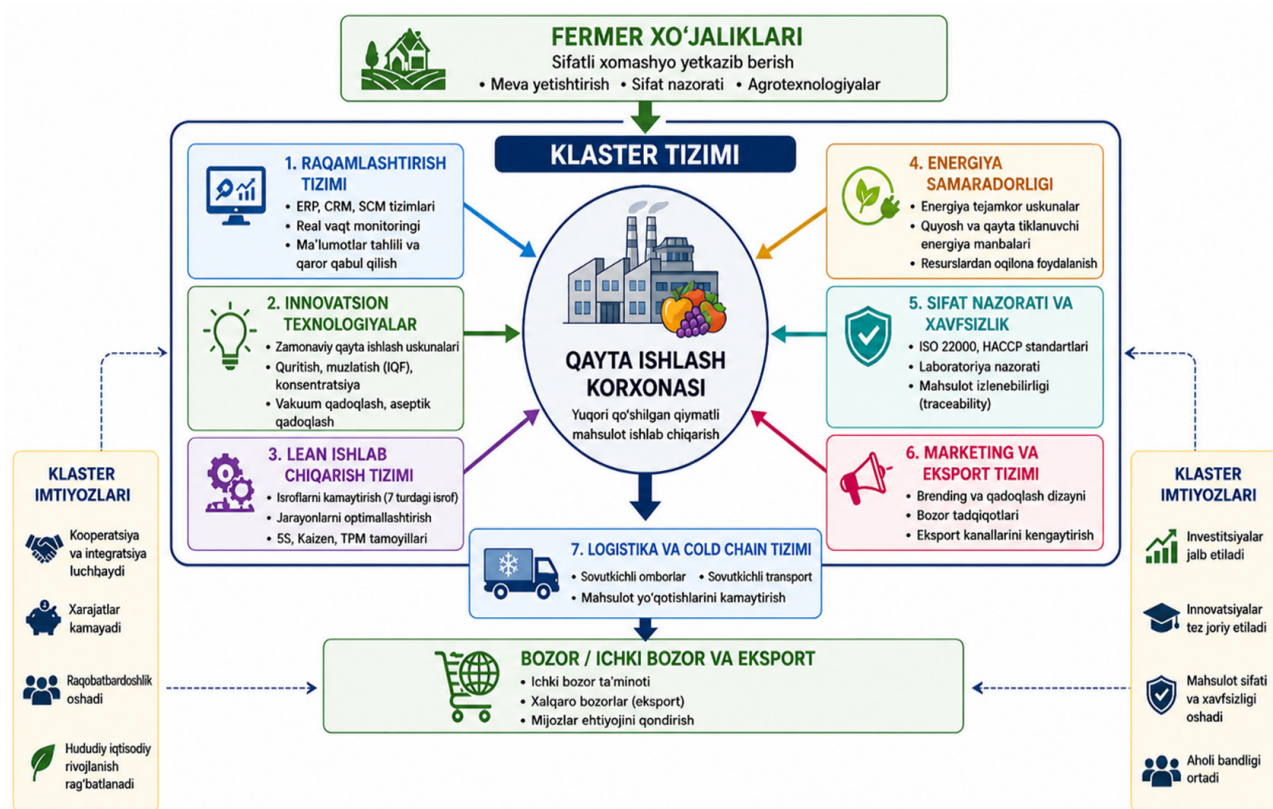 FERMER XO‘JALIKLARI
Sifatli xomashyo yetkazib berish
• Meva yetishtirish • Sifat nazorati • Agrotexnologiyalar
KLASTER TIZIMI
1. RAQAMLASHTIRISH
TIZIMI
• ERP, CRM, SCM tizimlari
• Real vaqt monitoringi
• Ma’lumotlar tahlili va
qaror qabul qilish
2. INNOVATSION
TEXNOLOGIYALAR
• Zamonaviy qayta ishlash uskunalari
• Quritish, muzlatish (IQF),
konsentratsiya
• Vakuum qadoqlash, aseptik
qadoqlash
3. LEAN ISHLAB
CHIQARISH TIZIMI
• Isroflarni kamaytirish (7 turdagi isrof)
• Jarayonlarni optimallashtirish
• 5S, Kaizen, TPM tamoyillari
QAYTA ISHLASH
KORXONASI
Yuqori qo‘shilgan qiymatli
mahsulot ishlab chiqarish
4. ENERGIYA
SAMARADORLIGI
• Energiya tejamkor uskunalar
• Quyosh va qayta tiklanuvchi
energiya manbalari
• Resurslardan oqilona foydalanish
5. SIFAT NAZORATI VA
XAVFSIZLIK
• ISO 22000, HACCP standartlari
• Laboratoriya nazorati
• Mahsulot izlenebilirligi
(traceability)
6. MARKETING VA
EKSPORT TIZIMI
• Brending va qadoqlash dizayni
• Bozor tadqiqotlari
• Eksport kanallarini kengaytirish
7. LOGISTIKA VA COLD CHAIN TIZIMI
• Sovutkichli omborlar • Sovutkichli transport
• Mahsulot yo‘qotishlarini kamaytirish
BOZOR / ICHKI BOZOR VA EKSPORT
• Ichki bozor ta’minoti
• Xalqaro bozorlar (eksport)
• Mijozlar ehtiyojini qondirish
KLASTER
IMTIYOZLARI
Kooperatsiya
va integratsiya
luchbaydi
Xarajatlar
kamayadi
Raqobatbardoshlik
oshadi
Hududiy iqtisodiy
rivojlanish
rag‘batlanadi
KLASTER
IMTIYOZLARI
Investitsiyalar
jalb etiladi
Innovatsiyalar
tez joriy etiladi
Mahsulot sifati
va xavfsizligi
oshadi
Aholi bandligi
ortadi